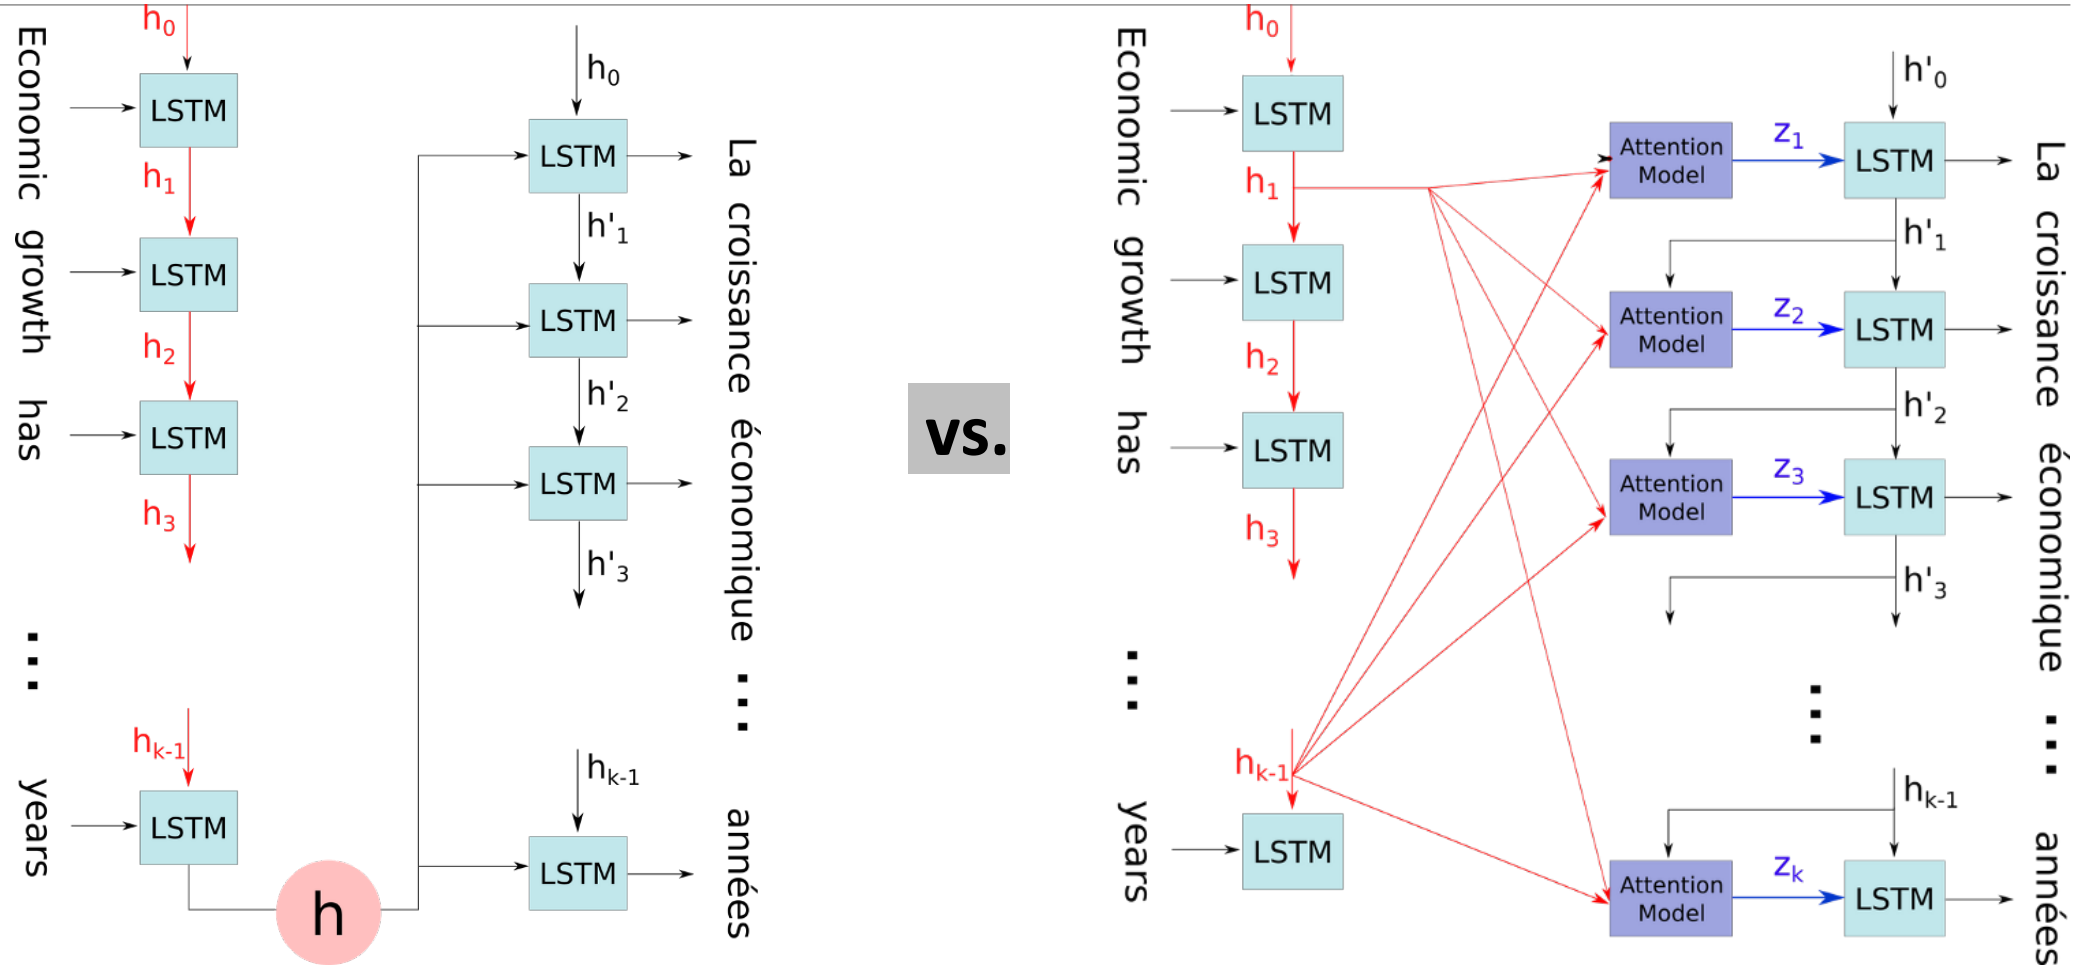 Economic growth has ... years
h0
LSTM
h1
LSTM
h2
LSTM
h3
hk-1
LSTM
h
h0
LSTM
h'1
LSTM
h'2
LSTM
h'3
hk-1
LSTM
La croissance économique ... années
vs.
Economic growth has ... years
h0
LSTM
h1
LSTM
h2
LSTM
h3
hk-1
LSTM
h'0
Attention Model
z1
LSTM
h'1
Attention Model
z2
LSTM
h'2
Attention Model
z3
LSTM
h'3
...
hk-1
Attention Model
zk
LSTM
La croissance économique ... années